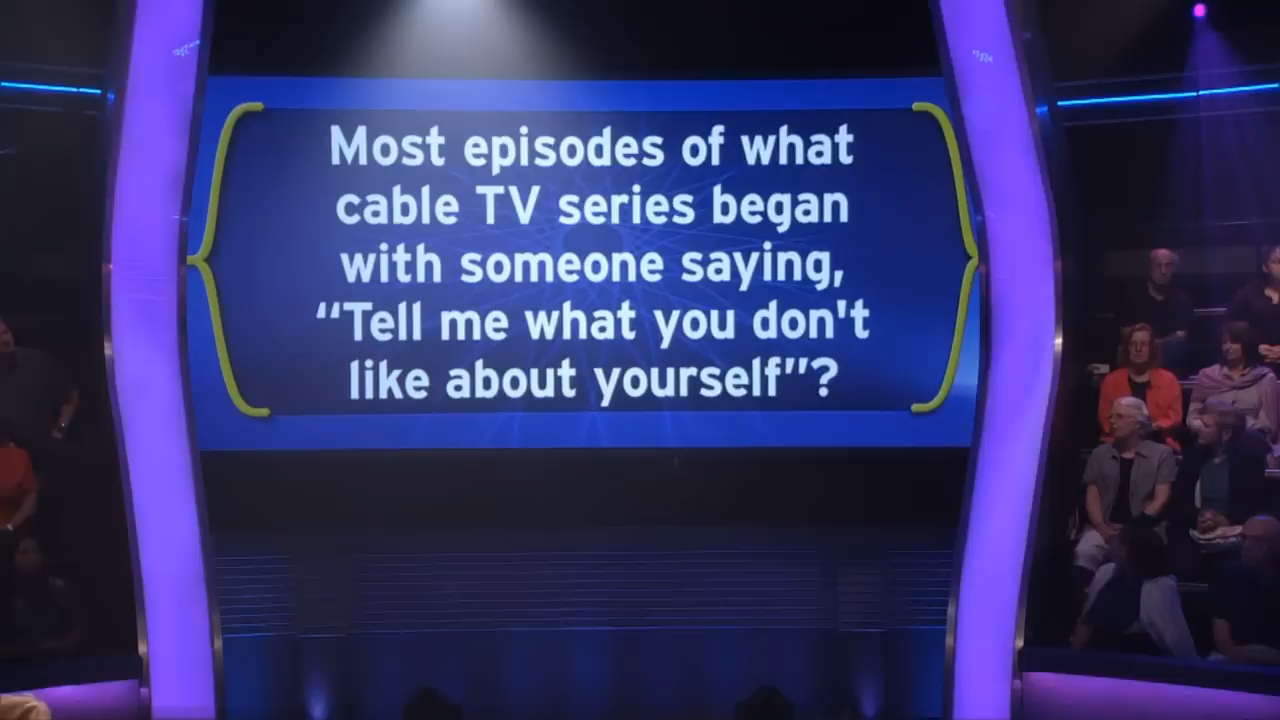 Most episodes of what
cable TV series began
with someone saying,
“Tell me what you don't
like about yourself”?